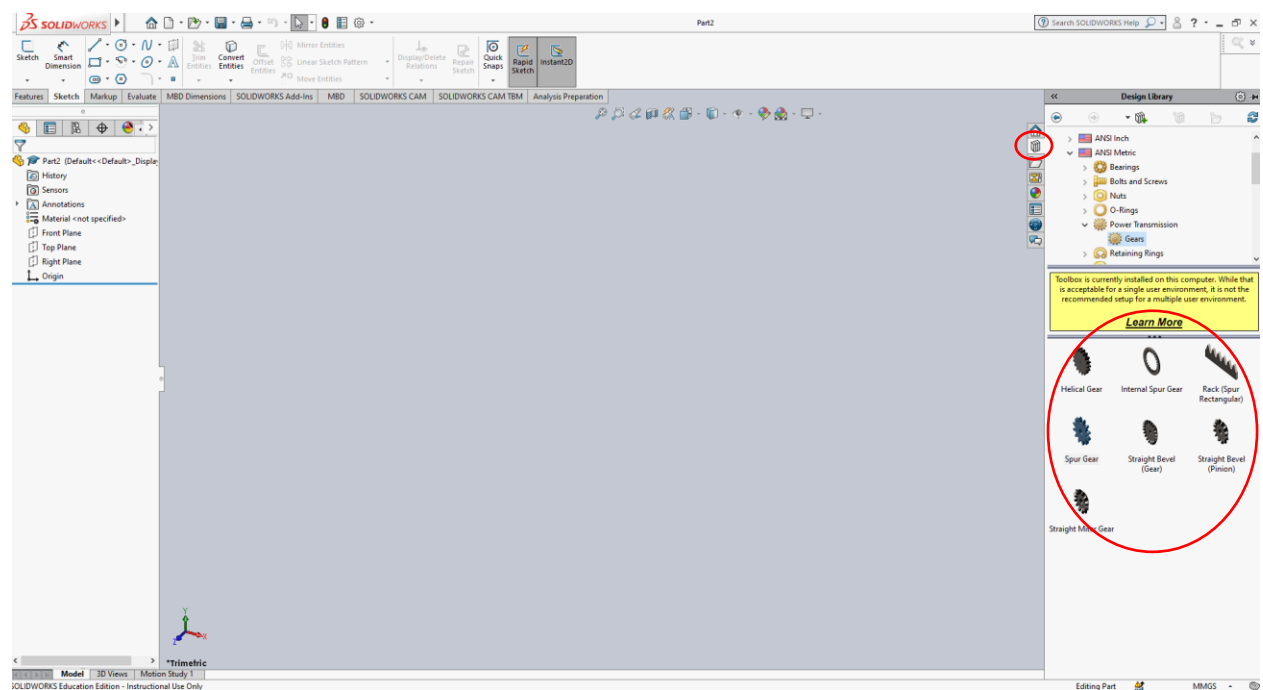 SOLIDWORKS
Part2
Search SOLIDWORKS Help
Sketch
Smart
Dimension
Trim
Entities
Convert
Entities
Offset
Entities
Mirror Entities
Linear Sketch Pattern
Move Entities
Display/Delete
Relations
Repair
Sketch
Quick
Snaps
Rapid
Sketch
Instant2D
Features Sketch Markup Evaluate MBD Dimensions SOLIDWORKS Add-Ins MBD SOLIDWORKS CAM SOLIDWORKS CAM TBM Analysis Preparation
Design Library
Part2 (Default<<Default>_Display
History
Sensors
Annotations
Material <not specified>
Front Plane
Top Plane
Right Plane
Origin
ANSI Inch
ANSI Metric
Bearings
Bolts and Screws
Nuts
O-Rings
Power Transmission
Gears
Retaining Rings
Toolbox is currently installed on this computer. While that
is acceptable for a single user environment, it is not the
recommended setup for a multiple user environment.
Learn More
Helical Gear
Internal Spur Gear
Rack (Spur
Rectangular)
Spur Gear
Straight Bevel
(Gear)
Straight Bevel
(Pinion)
Straight Miter Gear
Y
X
Z
*Trimetric
Model 3D Views Motion Study 1
SOLIDWORKS Education Edition - Instructional Use Only
Editing Part
MMGS